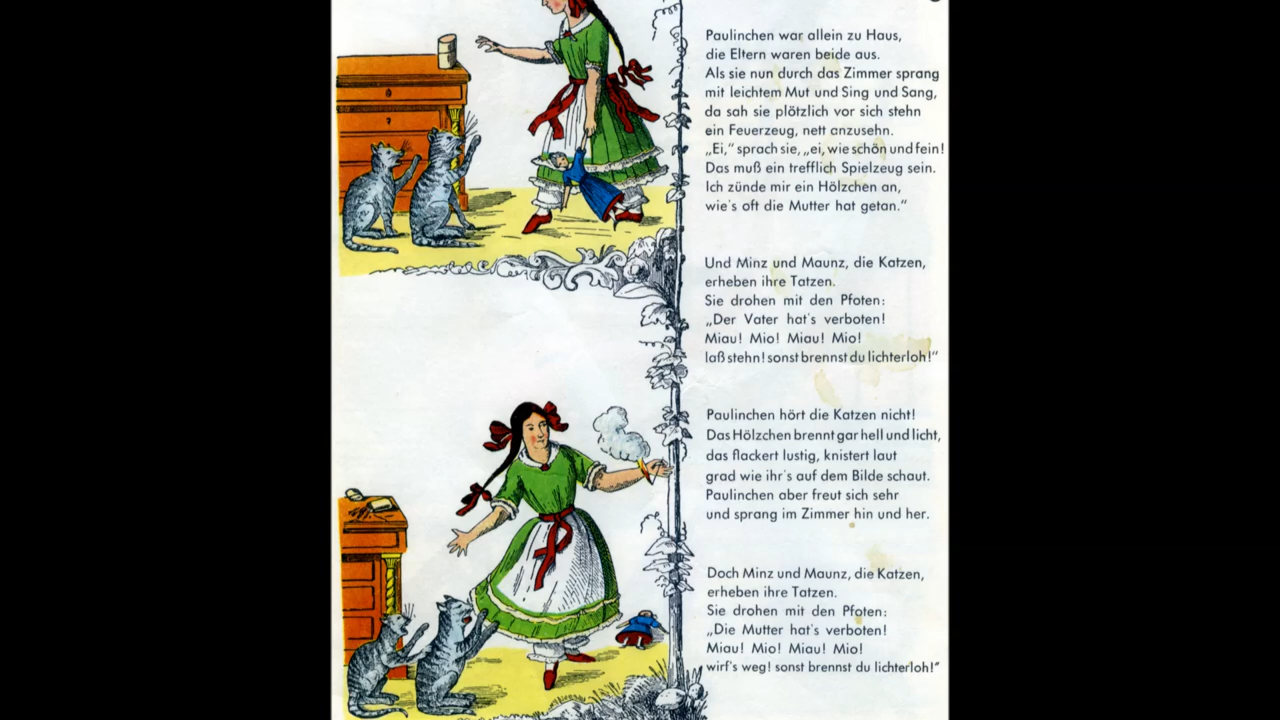 Paulinchen war allein zu Haus,
die Eltern waren beide aus.
Als sie nun durch das Zimmer sprang
mit leichtem Mut und Sing und Sang,
da sah sie plötzlich vor sich stehn
ein Feuerzeug, nett anzusehn.
„Ei,“ sprach sie, „ei, wie schön und fein!
Das muß ein trefflich Spielzeug sein.
Ich zünde mir ein Hölzchen an,
wie's oft die Mutter hat getan.“
Und Minz und Maunz, die Katzen,
erheben ihre Tatzen.
Sie drohen mit den Pfoten:
„Der Vater hat's verboten!
Miau! Mio! Miau! Mio!
laß stehn! sonst brennst du lichterloh!“
Paulinchen hört die Katzen nicht!
Das Hölzchen brennt gar hell und licht,
das flackert lustig, knistert laut
grad wie ihr's auf dem Bilde schaut.
Paulinchen aber freut sich sehr
und sprang im Zimmer hin und her.
Doch Minz und Maunz, die Katzen,
erheben ihre Tatzen.
Sie drohen mit den Pfoten:
„Die Mutter hat's verboten!
Miau! Mio! Miau! Mio!
wirf's weg! sonst brennst du lichterloh!“